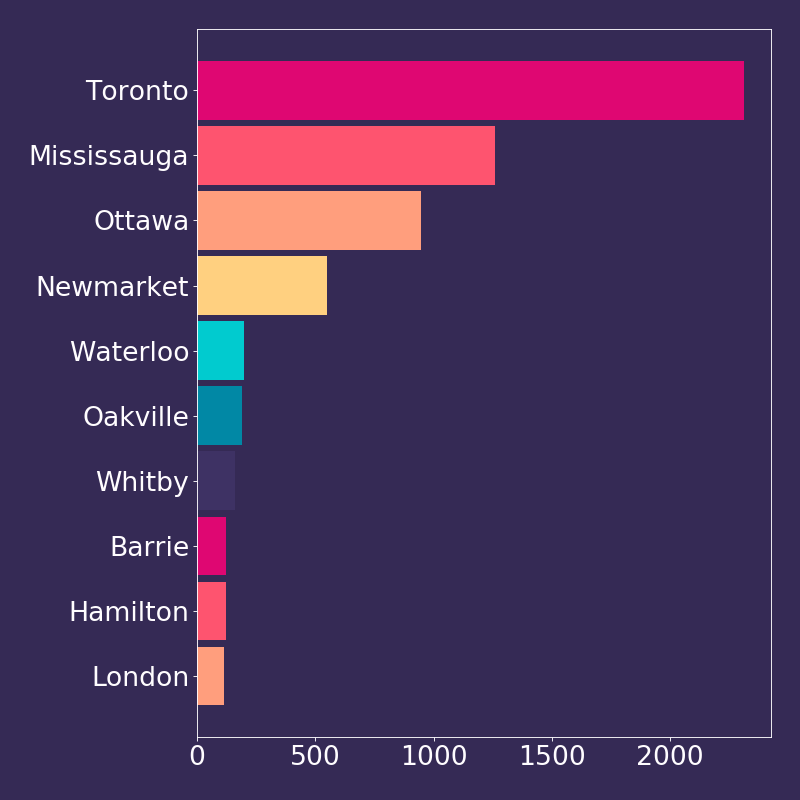 Toronto
Mississauga
Ottawa
Newmarket
Waterloo
Oakville
Whitby
Barrie
Hamilton
London
0 500 1000 1500 2000